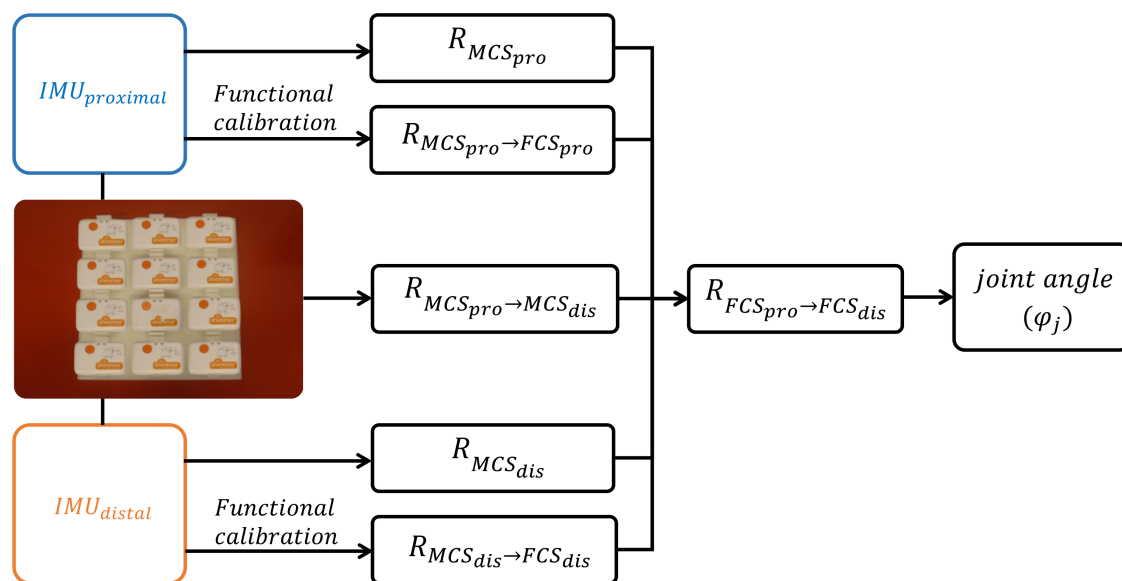 IMU_proximal
Functional
calibration
R_MCS_pro
R_MCS_pro→FCS_pro
R_MCS_pro→MCS_dis
R_FCS_pro→FCS_dis
joint angle
(φ_j)
IMU_distal
Functional
calibration
R_MCS_dis
R_MCS_dis→FCS_dis